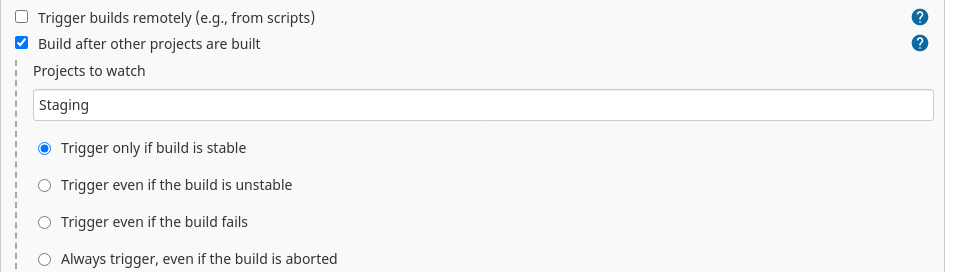 Trigger builds remotely (e.g., from scripts)
?
Build after other projects are built
?
Projects to watch
Staging
Trigger only if build is stable
Trigger even if the build is unstable
Trigger even if the build fails
Always trigger, even if the build is aborted